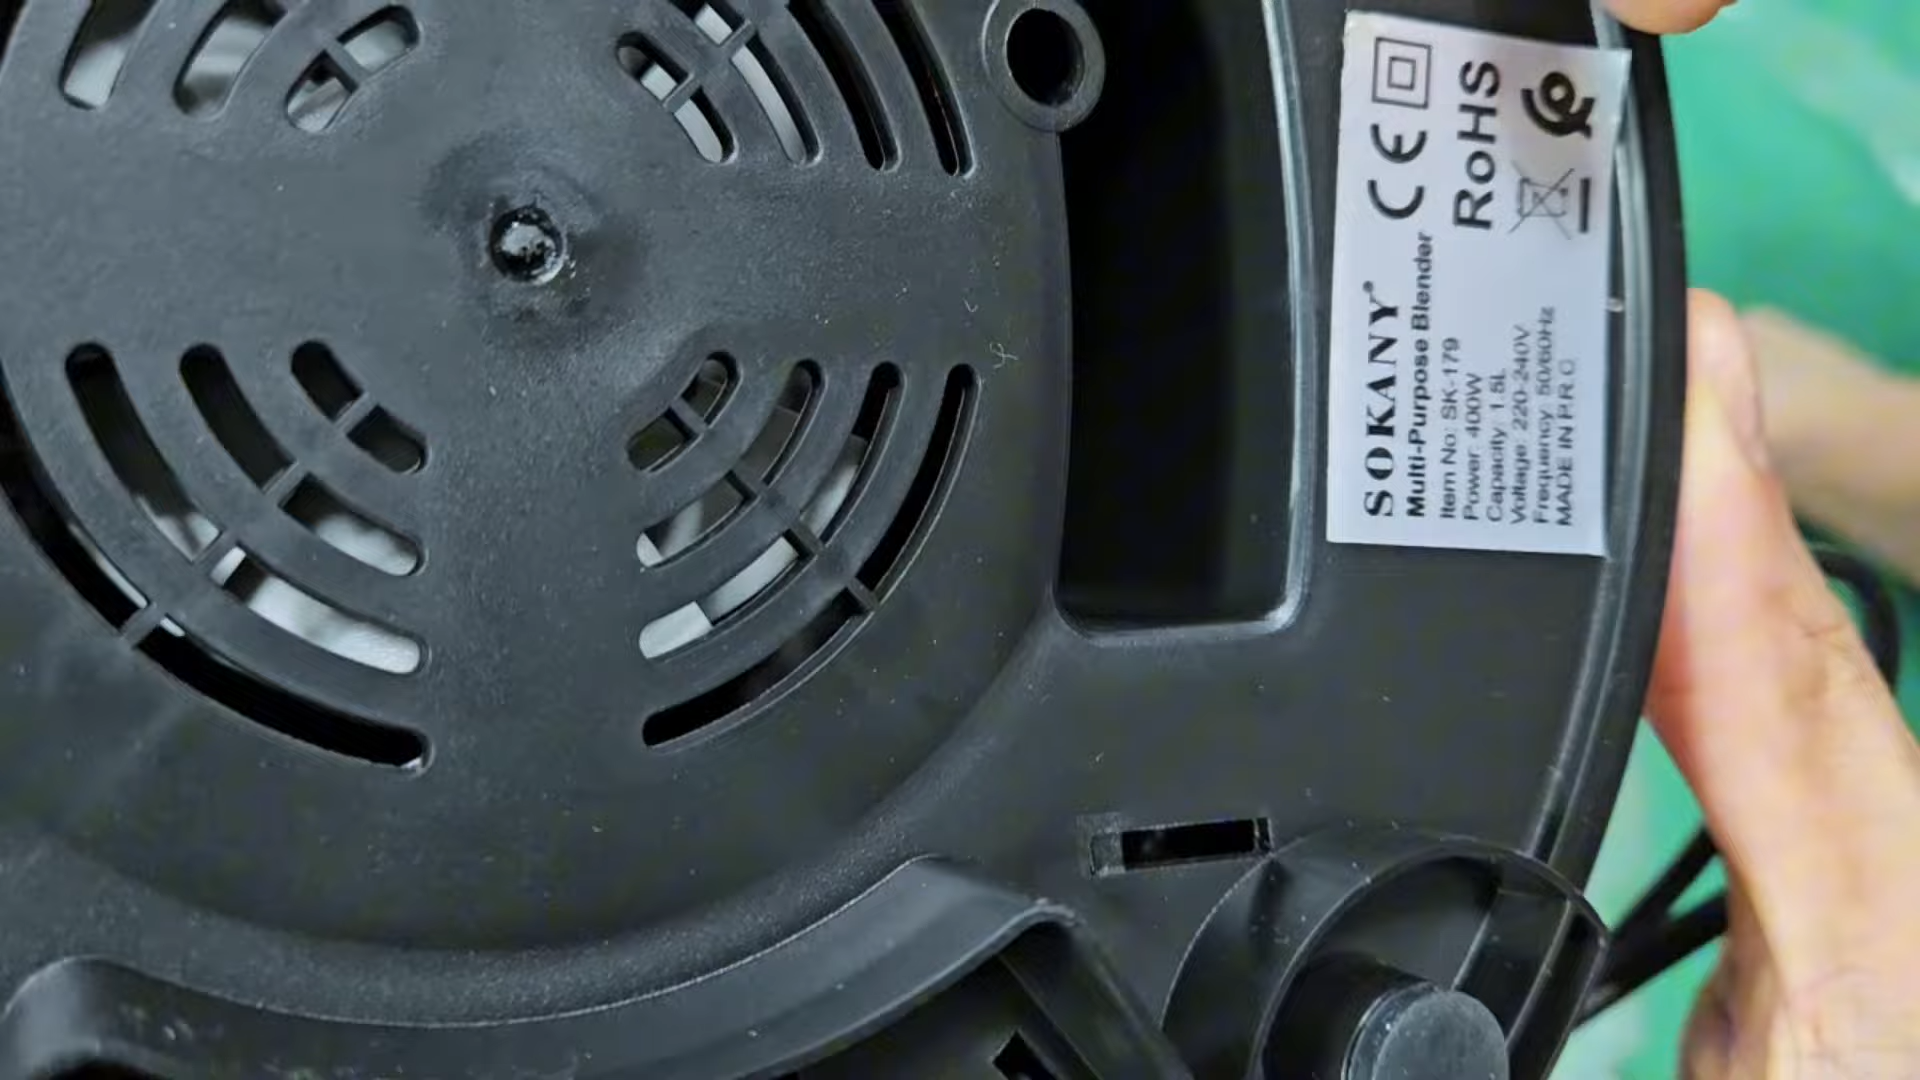 SOKANY®
Multi-Purpose Blender
Item No: SK-179
Power: 400W
Capacity: 1.5L
Voltage: 220-240V
Frequency: 50/60Hz
MADE IN P.R.C
CE
RoHS